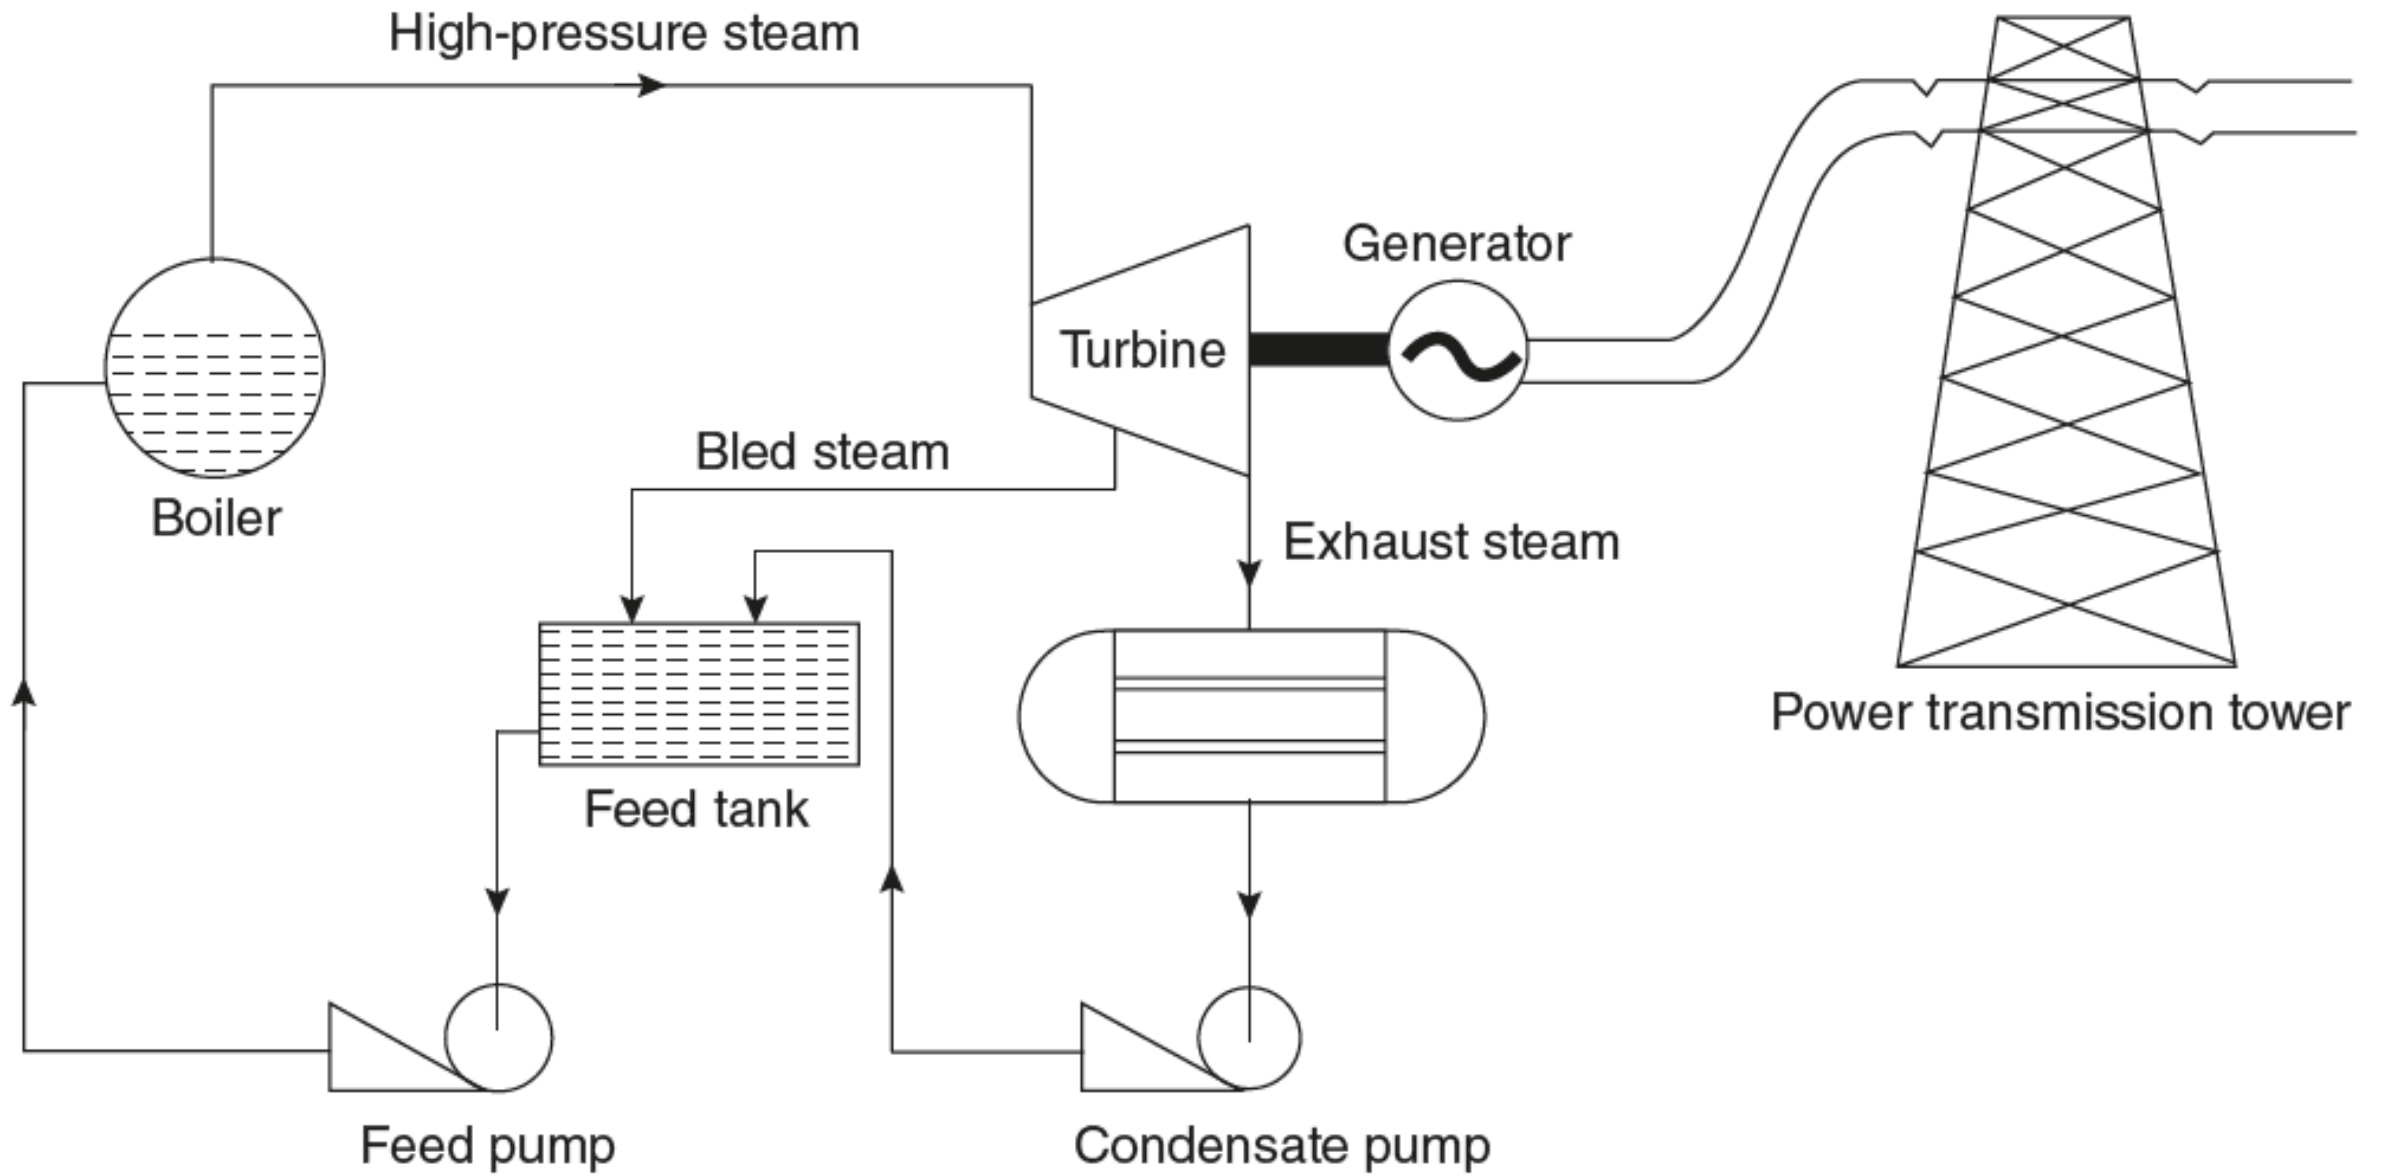 High-pressure steam
Generator
Turbine
Bled steam
Boiler
Exhaust steam
Power transmission tower
Feed tank
Feed pump
Condensate pump